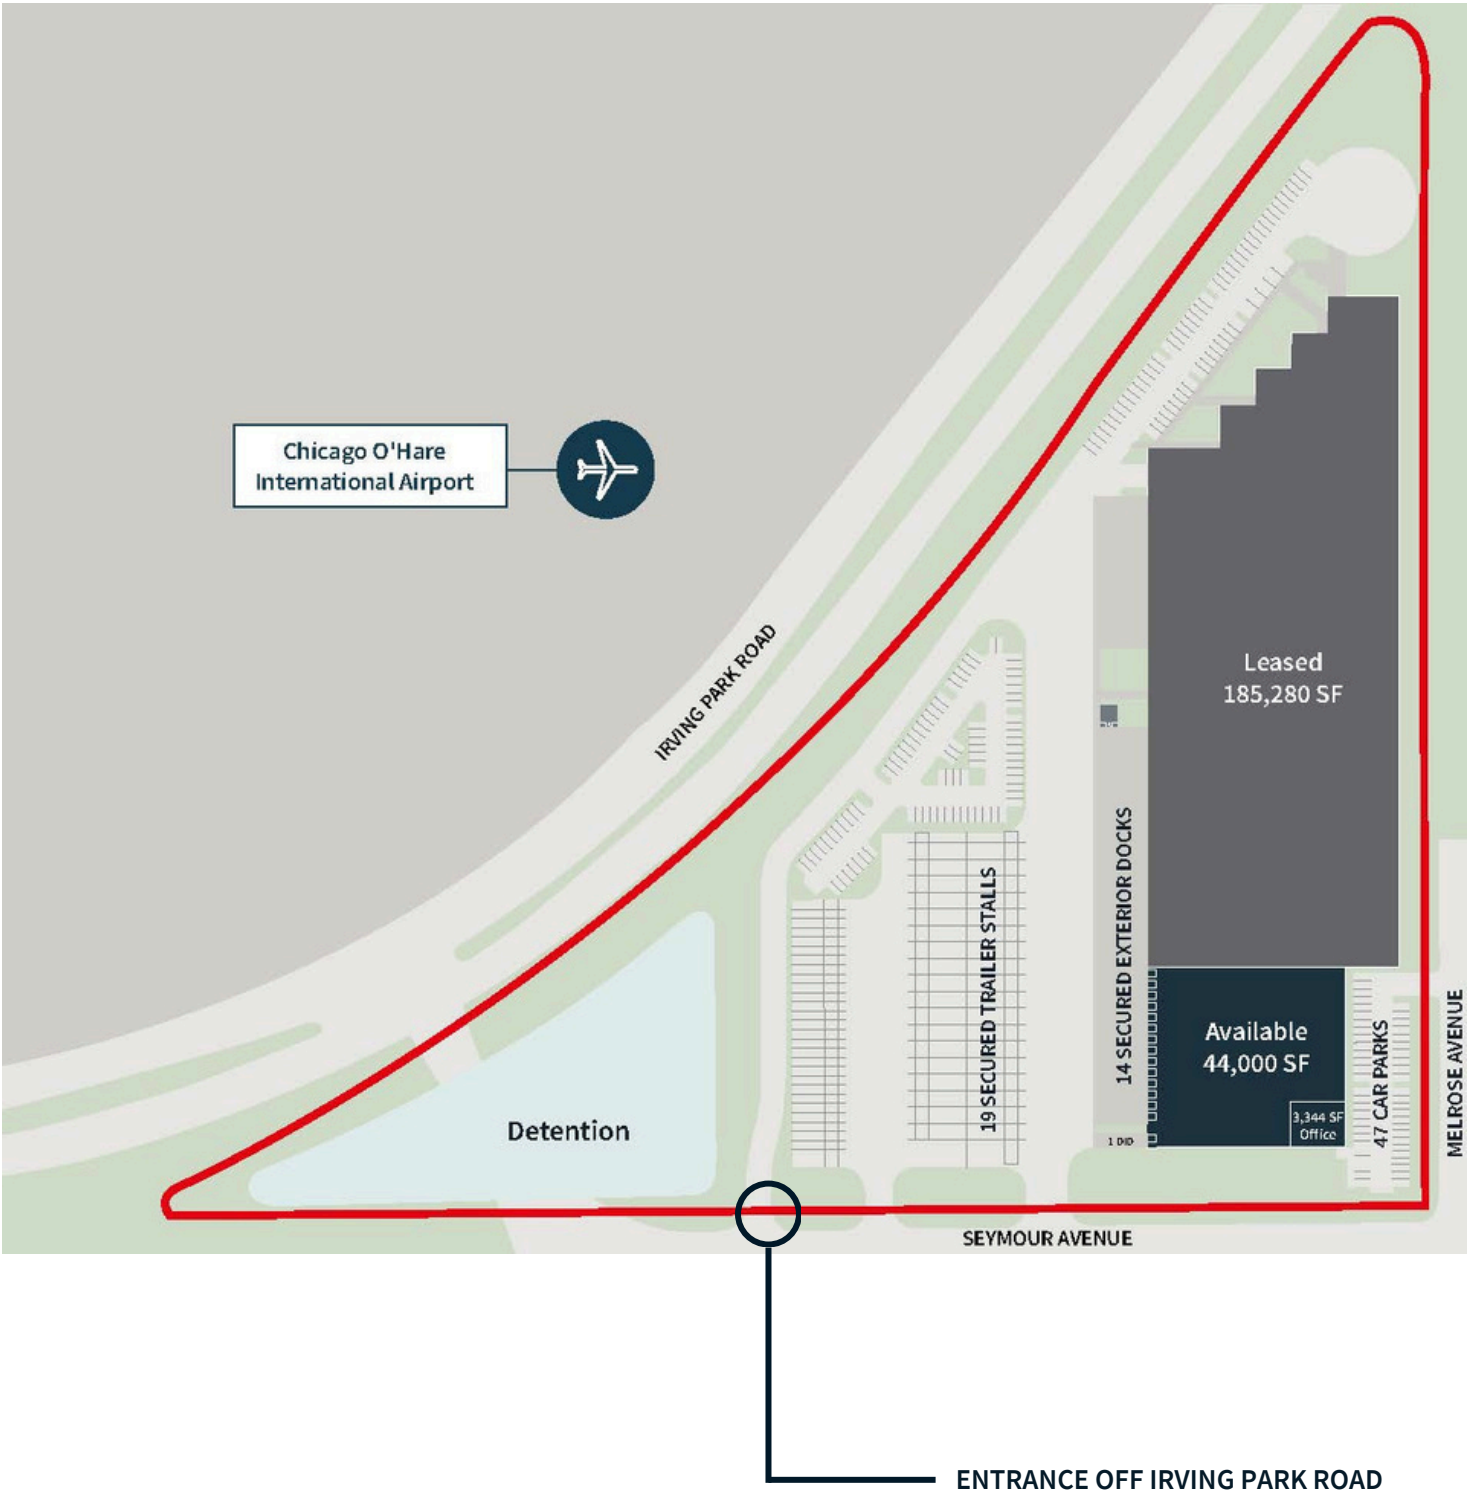 Chicago O'Hare
International Airport
IRVING PARK ROAD
Leased
185,280 SF
19 SECURED TRAILER STALLS
14 SECURED EXTERIOR DOCKS
Available
44,000 SF
3,344 SF
Office
47 CAR PARKS
MELROSE AVENUE
1 DID
Detention
SEYMOUR AVENUE
ENTRANCE OFF IRVING PARK ROAD